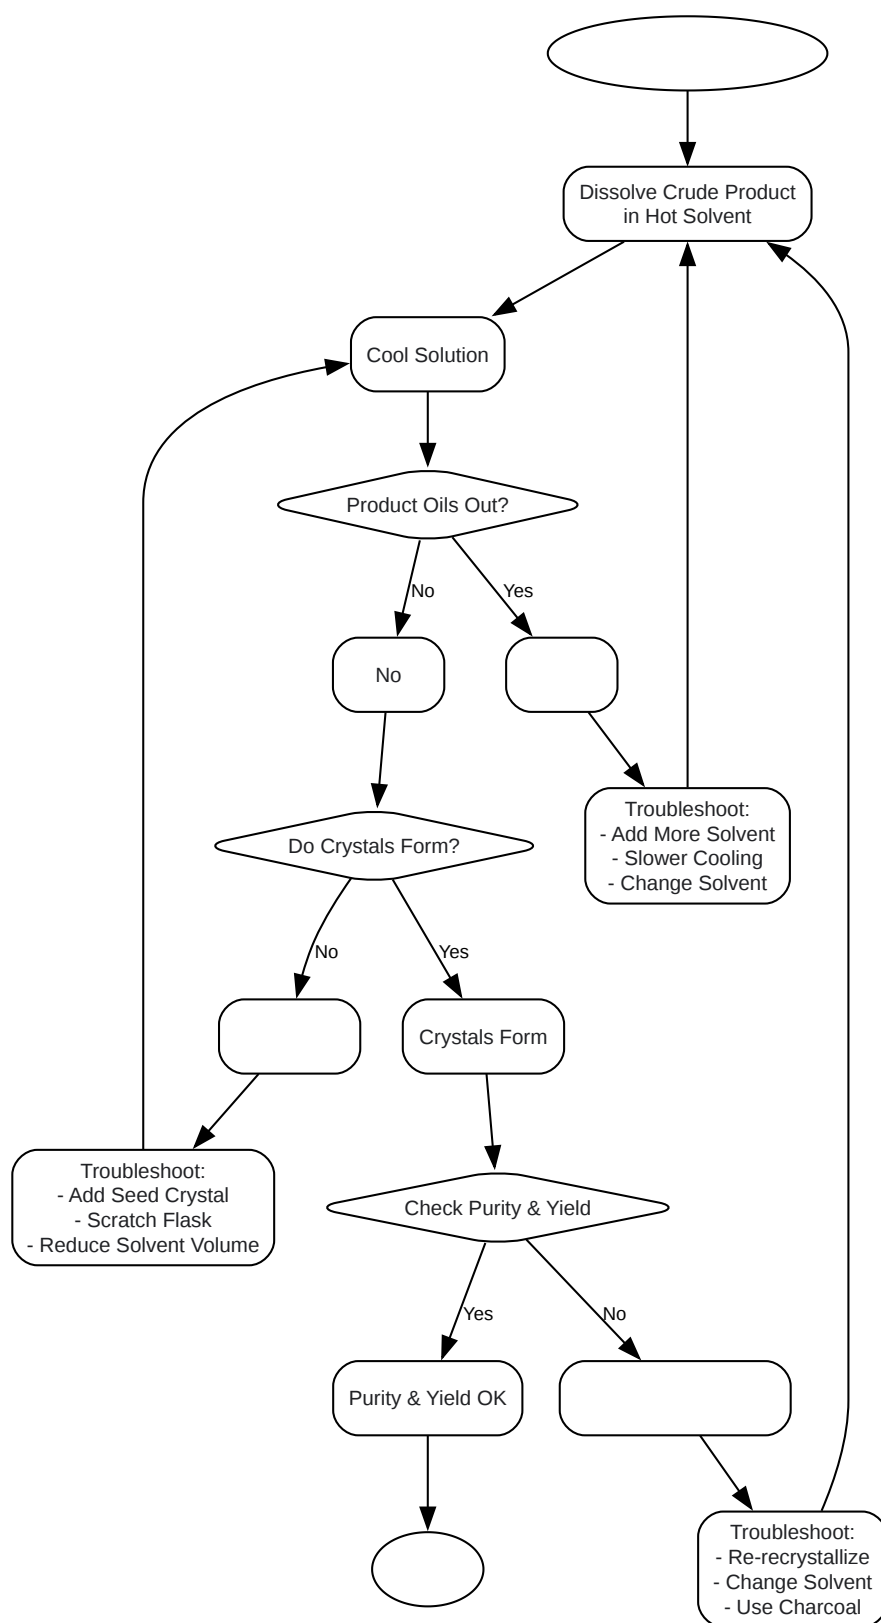 Dissolve Crude Product
in Hot Solvent
Cool Solution
Product Oils Out?
No
Yes
No
Troubleshoot:
- Add More Solvent
- Slower Cooling
- Change Solvent
Do Crystals Form?
No
Yes
Crystals Form
Troubleshoot:
- Add Seed Crystal
- Scratch Flask
- Reduce Solvent Volume
Check Purity & Yield
Yes
No
Purity & Yield OK
Troubleshoot:
- Re-recrystallize
- Change Solvent
- Use Charcoal